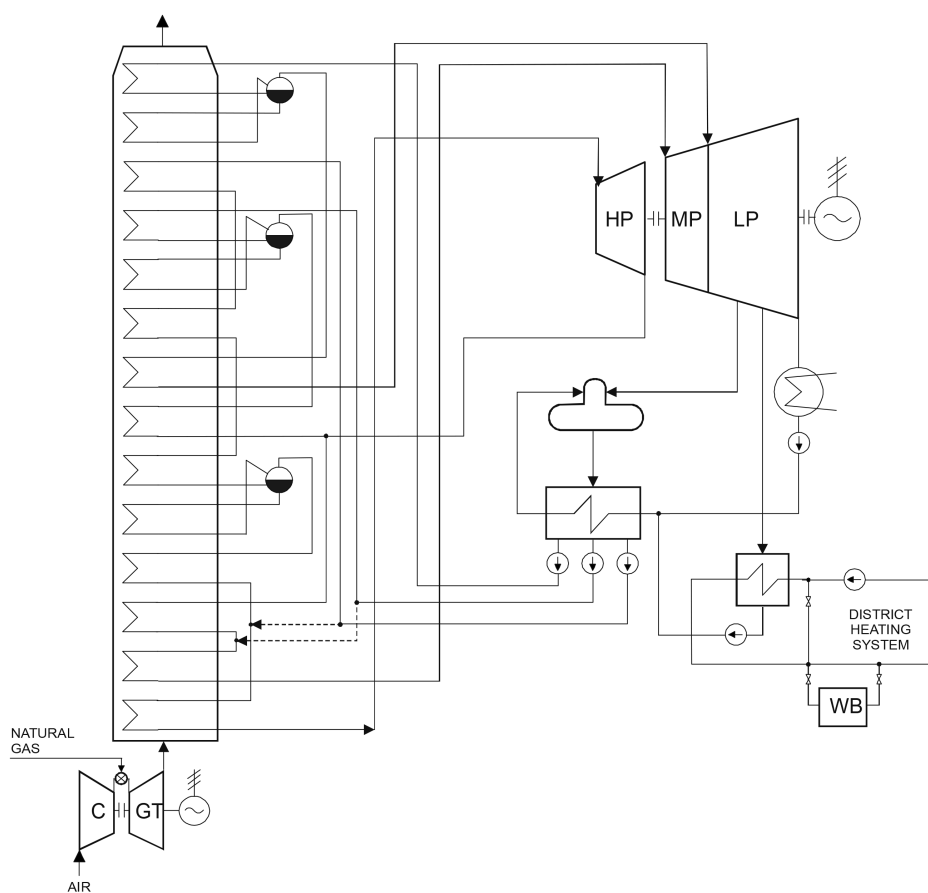 HP
MP
LP
DISTRICT
HEATING
SYSTEM
WB
NATURAL
GAS
C
GT
AIR